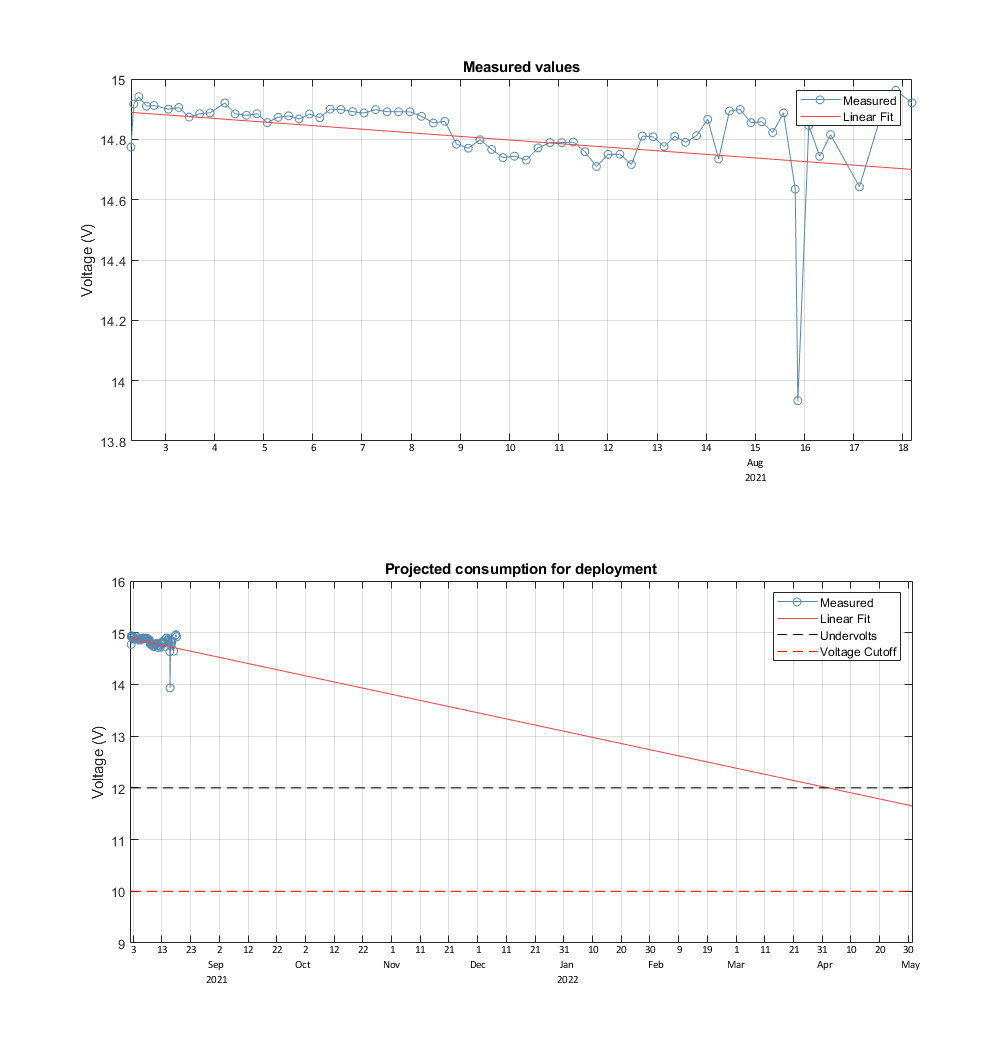 Measured values
15
14.8
14.6
14.4
14.2
14
13.8
Voltage (V)
Measured
Linear Fit
3 4 5 6 7 8 9 10 11 12 13 14 15 16 17 18
Aug
2021
Projected consumption for deployment
16
15
14
13
12
11
10
9
Voltage (V)
Measured
Linear Fit
Undervolts
Voltage Cutoff
3 13 23 2 12 22 2 12 22 1 11 21 1 11 21 31 10 20 30 9 19 1 11 21 31 10 20 30
Sep Oct Nov Dec Jan Feb Mar Apr May
2021 2022